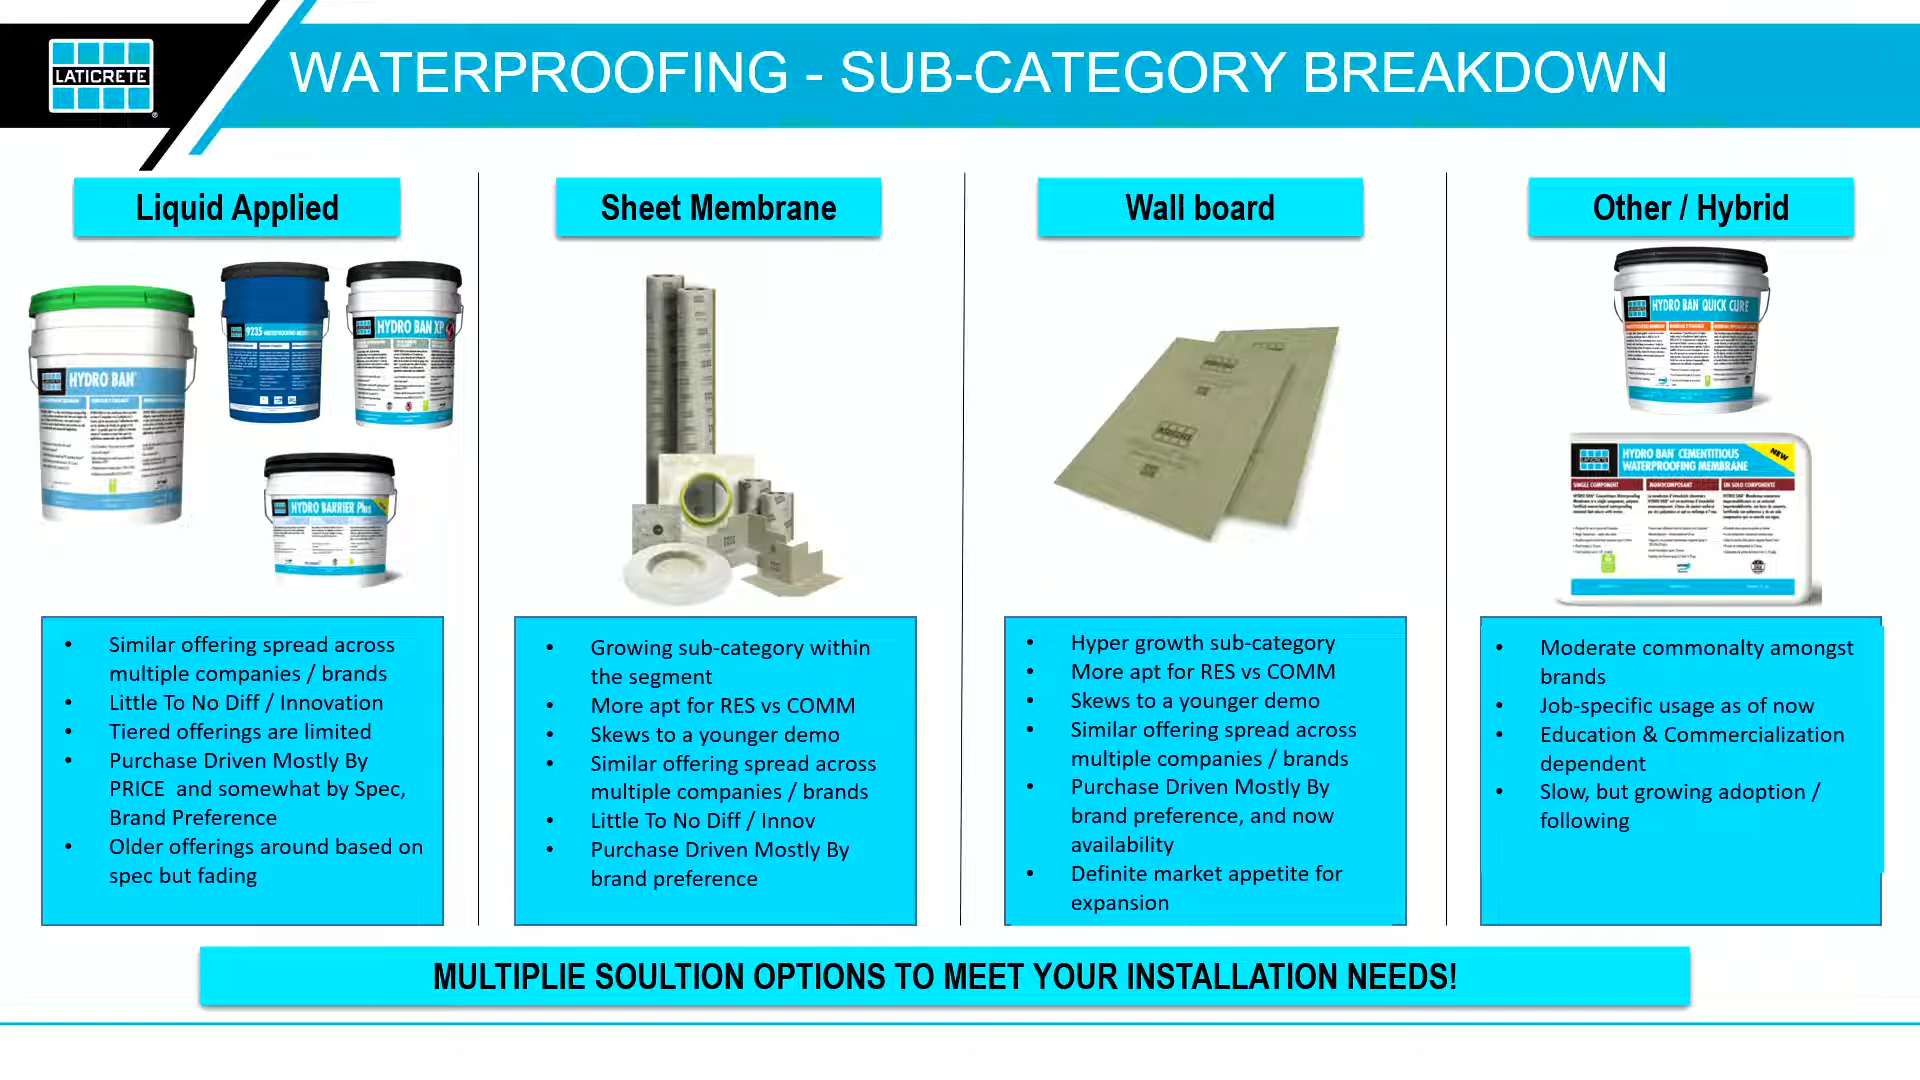 LATICRETE
WATERPROOFING - SUB-CATEGORY BREAKDOWN
Liquid Applied
HYDRO BAN
9235
HYDRO BAN XP
HYDRO BARRIER Plus
• Similar offering spread across
multiple companies / brands
• Little To No Diff / Innovation
• Tiered offerings are limited
• Purchase Driven Mostly By
PRICE and somewhat by Spec,
Brand Preference
• Older offerings around based on
spec but fading
Sheet Membrane
• Growing sub-category within
the segment
• More apt for RES vs COMM
• Skews to a younger demo
• Similar offering spread across
multiple companies / brands
• Little To No Diff / Innov
• Purchase Driven Mostly By
brand preference
Wall board
• Hyper growth sub-category
• More apt for RES vs COMM
• Skews to a younger demo
• Similar offering spread across
multiple companies / brands
• Purchase Driven Mostly By
brand preference, and now
availability
• Definite market appetite for
expansion
Other / Hybrid
HYDRO BAN QUICK CURE
HYDRO BAN CEMENTITIOUS
WATERPROOFING MEMBRANE
NEW
SINGLE COMPONENT MONOCOMPOSANT UN SOLO COMPONENTE
• Moderate commonalty amongst
brands
• Job-specific usage as of now
• Education & Commercialization
dependent
• Slow, but growing adoption /
following
MULTIPLIE SOULTION OPTIONS TO MEET YOUR INSTALLATION NEEDS!